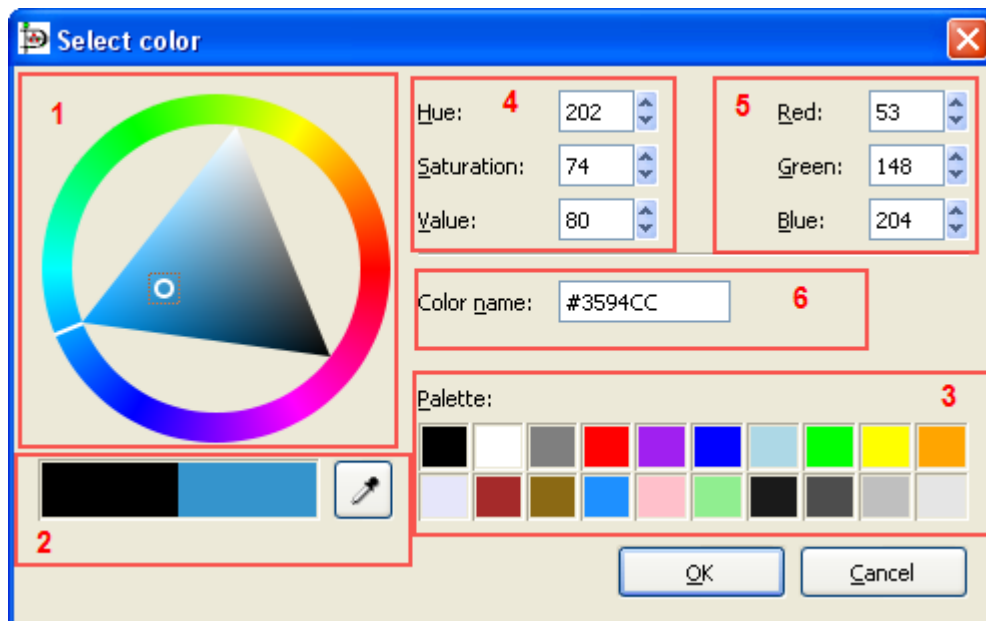 Select color
1
Hue: 202
Saturation: 74
Value: 80
4
Red: 53
Green: 148
Blue: 204
5
Color name: #3594CC
6
Palette:
3
2
OK
Cancel